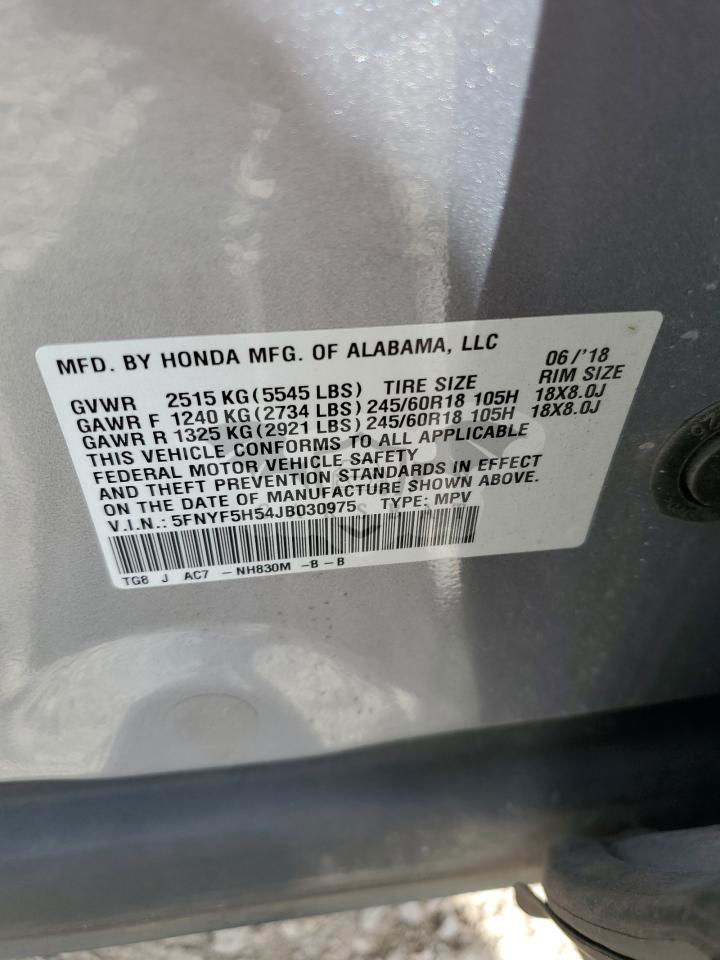 MFD. BY HONDA MFG. OF ALABAMA, LLC 06/'18
GVWR 2515 KG(5545 LBS) TIRE SIZE RIM SIZE
GAWR F 1240 KG(2734 LBS) 245/60R18 105H 18X8.0J
GAWR R 1325 KG(2921 LBS) 245/60R18 105H 18X8.0J
THIS VEHICLE CONFORMS TO ALL APPLICABLE
FEDERAL MOTOR VEHICLE SAFETY
AND THEFT PREVENTION STANDARDS IN EFFECT
ON THE DATE OF MANUFACTURE SHOWN ABOVE.
V.I.N.: 5FNYF5H54JB030975 TYPE: MPV
TG8 J AC7 -NH830M -B-B